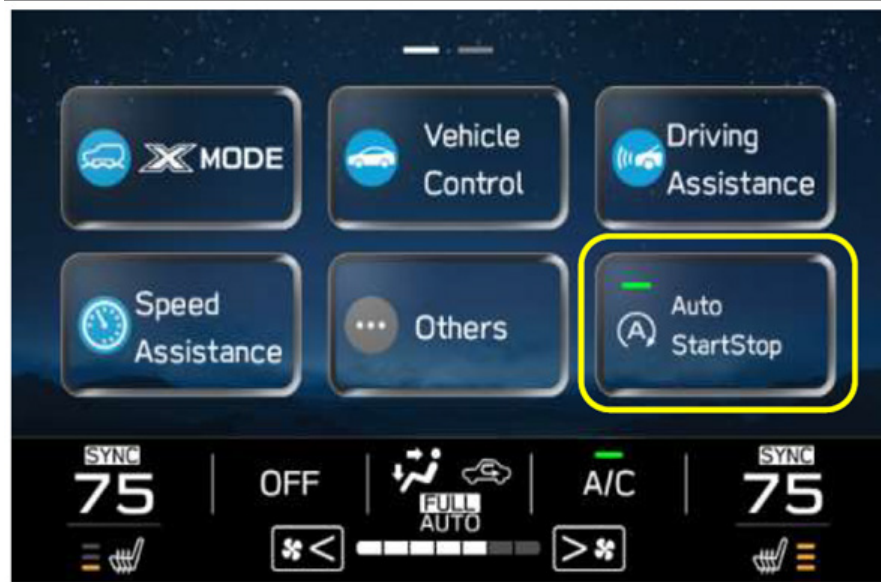 X MODE
Vehicle
Control
Driving
Assistance
Speed
Assistance
Others
A
Auto
StartStop
SYNC
75
OFF
FULL
AUTO
A/C
SYNC
75
<
>